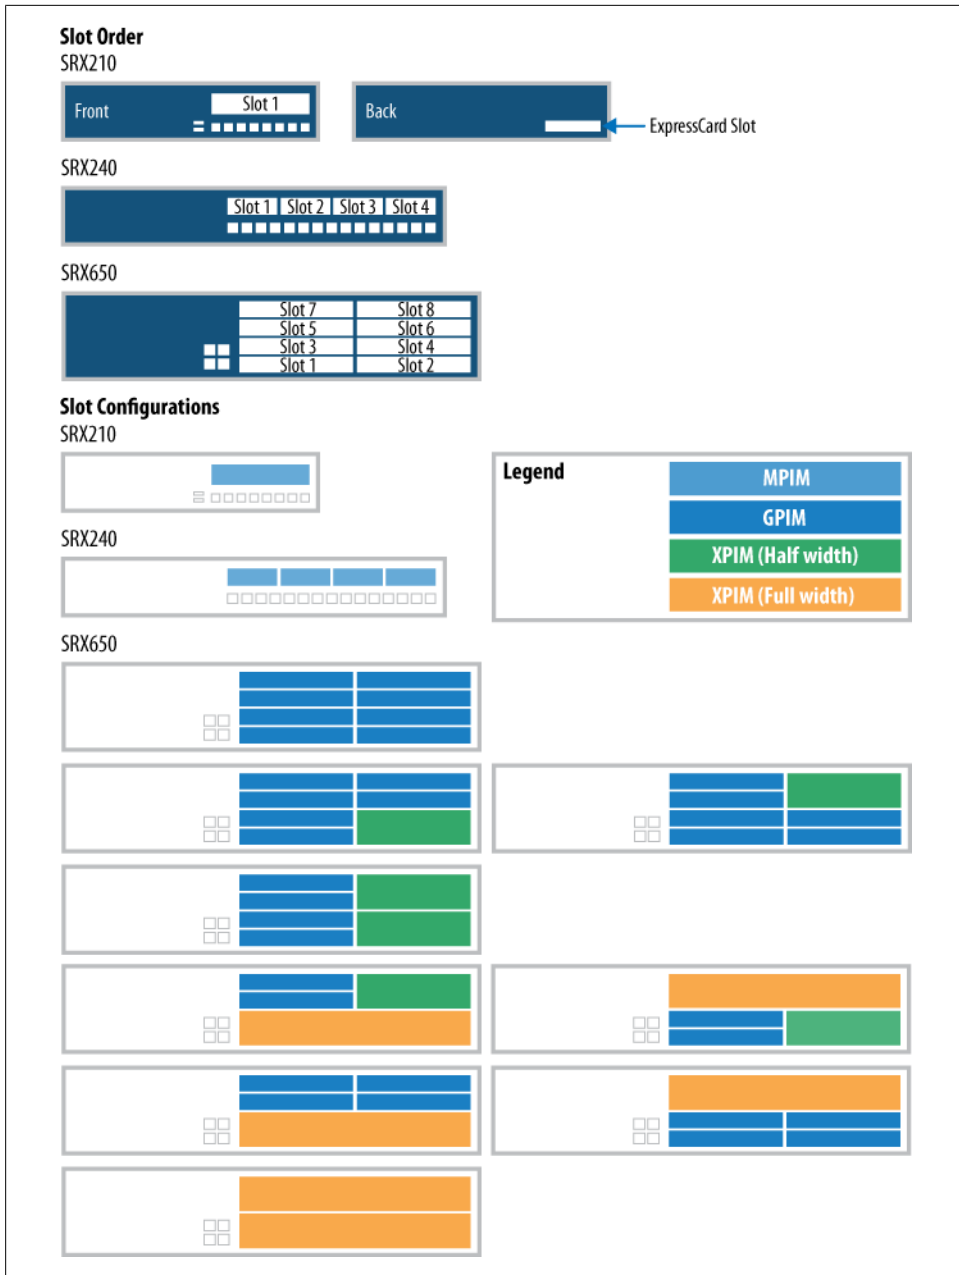 Slot Order
SRX210
Front
Slot 1
Back
ExpressCard Slot
SRX240
Slot 1 Slot 2 Slot 3 Slot 4
SRX650
Slot 7 Slot 8
Slot 5 Slot 6
Slot 3 Slot 4
Slot 1 Slot 2
Slot Configurations
SRX210
Legend
MPIM
GPIM
XPIM (Half width)
XPIM (Full width)
SRX240
SRX650